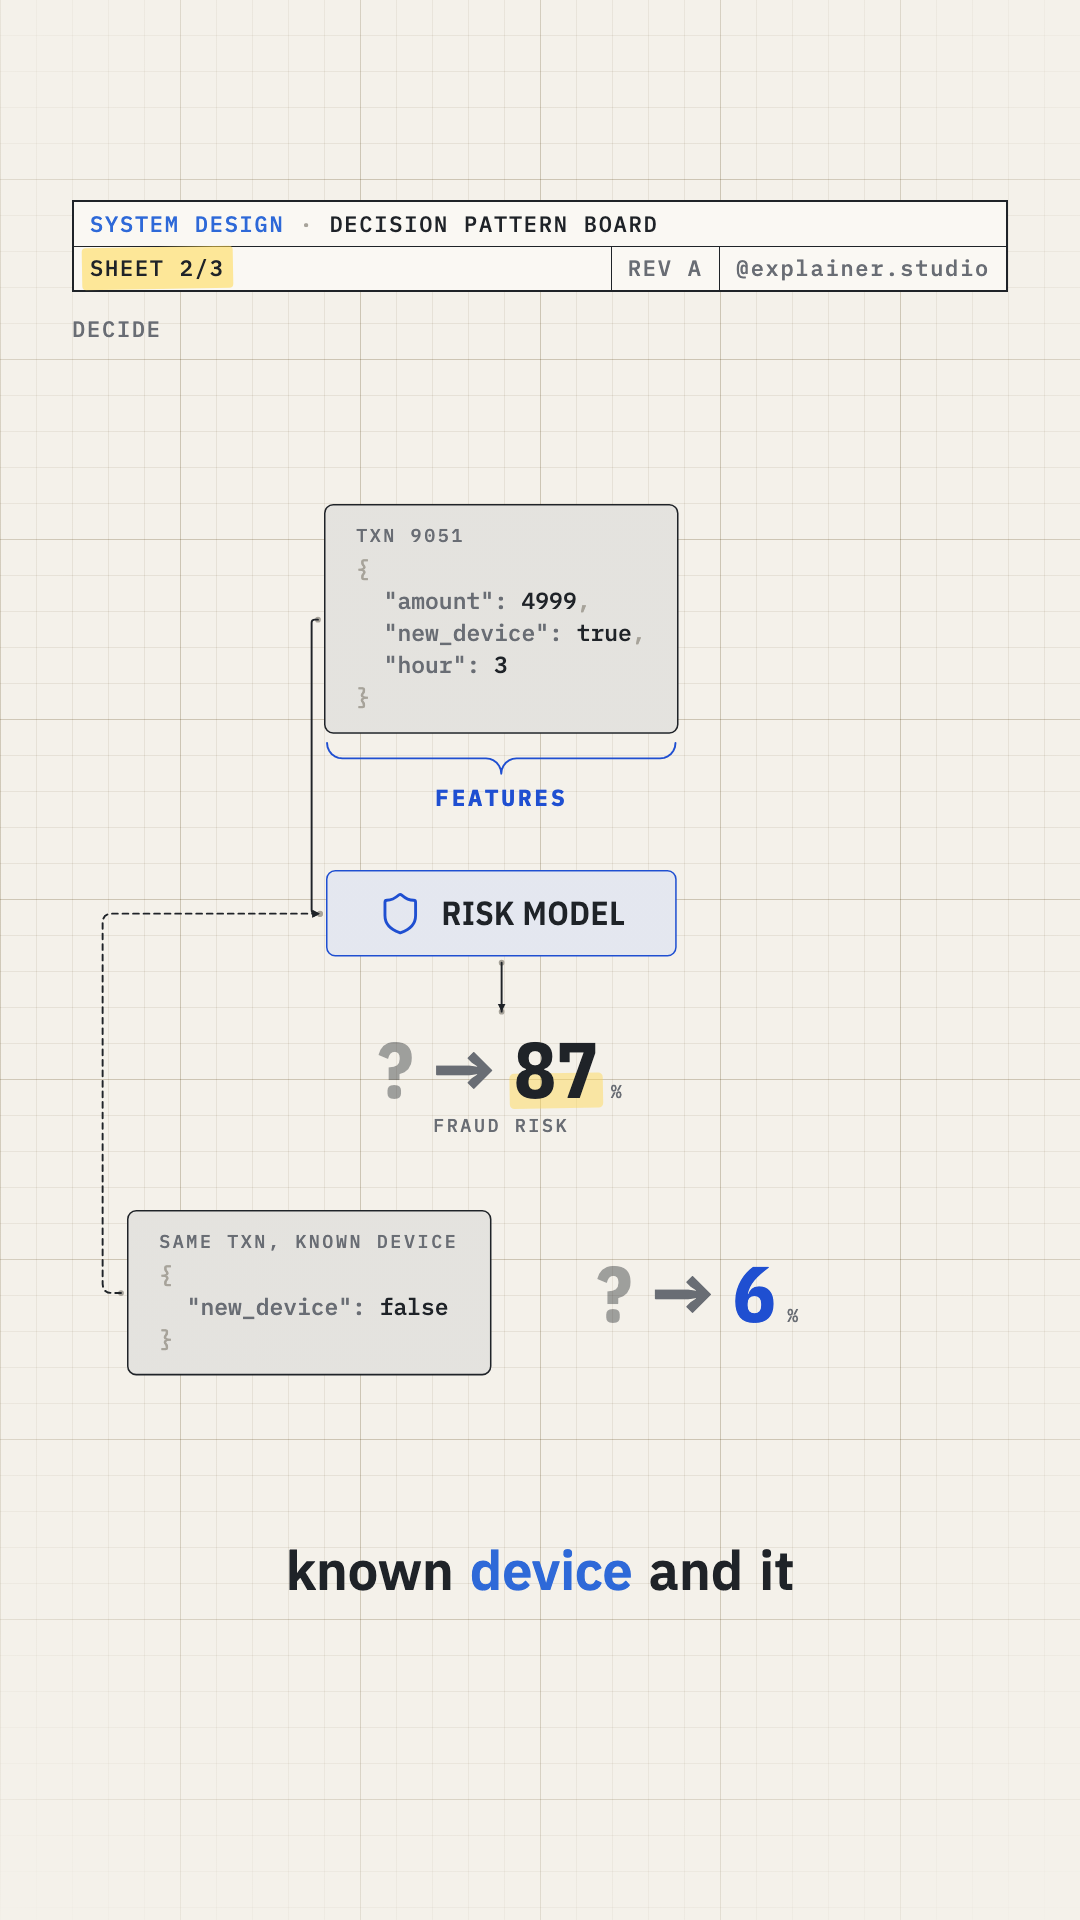 SYSTEM DESIGN · DECISION PATTERN BOARD
SHEET 2/3 REV A @explainer.studio
DECIDE
TXN 9051
{
"amount": 4999,
"new_device": true,
"hour": 3
}
FEATURES
RISK MODEL
? → 87 %
FRAUD RISK
SAME TXN, KNOWN DEVICE
{
"new_device": false
}
? → 6 %
known device and it